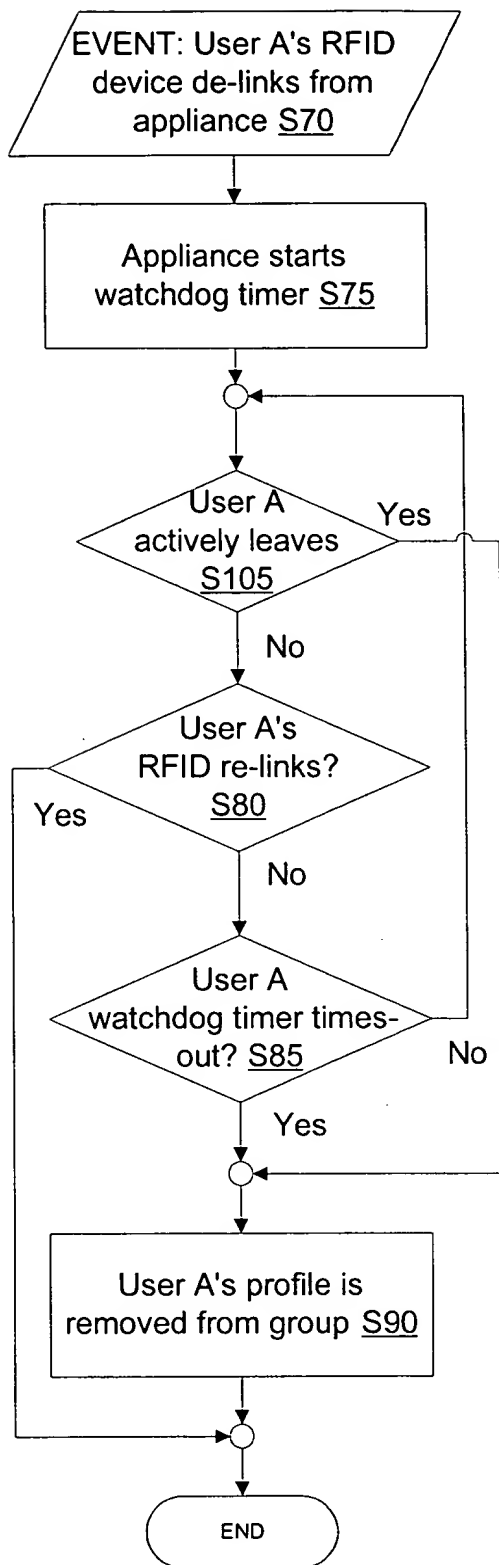 EVENT: User A's RFID
device de-links from
appliance S70
Appliance starts
watchdog timer S75
User A
actively leaves
S105
Yes
No
User A's
RFID re-links?
S80
Yes
No
User A
watchdog timer times-
out? S85
No
Yes
User A's profile is
removed from group S90
END